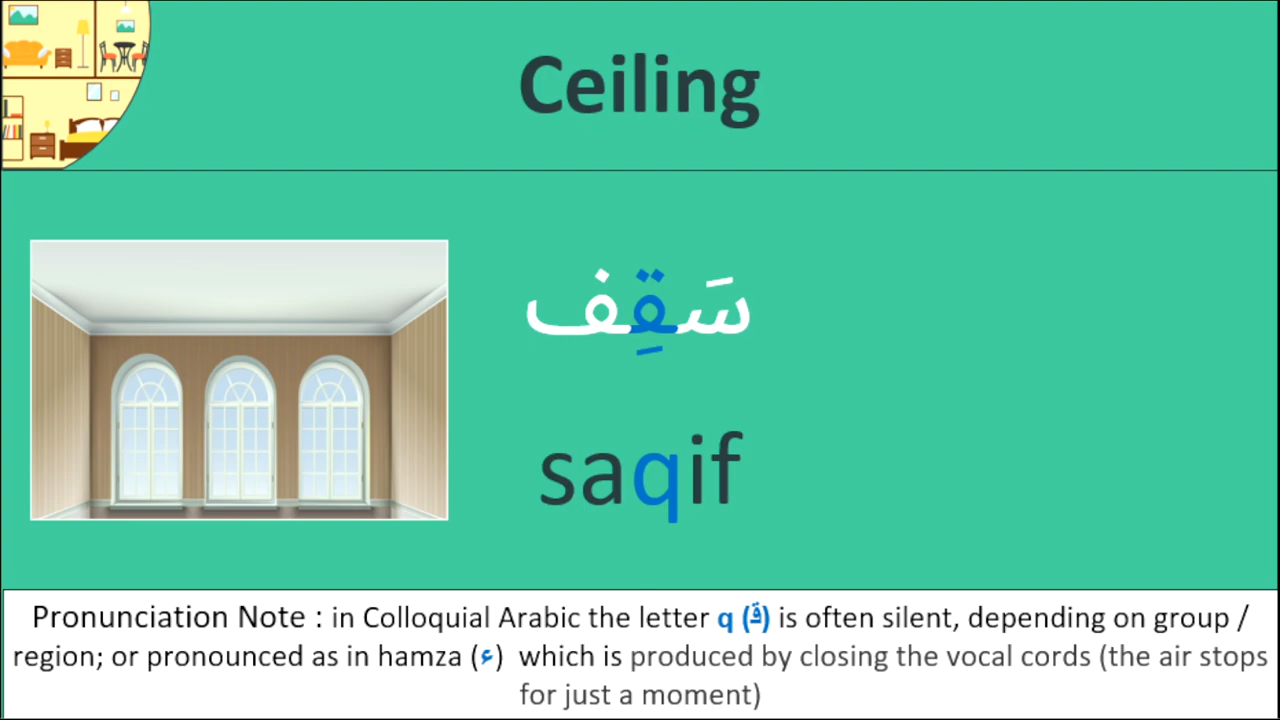 Ceiling
سَقِف
saqif
Pronunciation Note : in Colloquial Arabic the letter q (قَ) is often silent, depending on group /
region; or pronounced as in hamza (ء) which is produced by closing the vocal cords (the air stops
for just a moment)